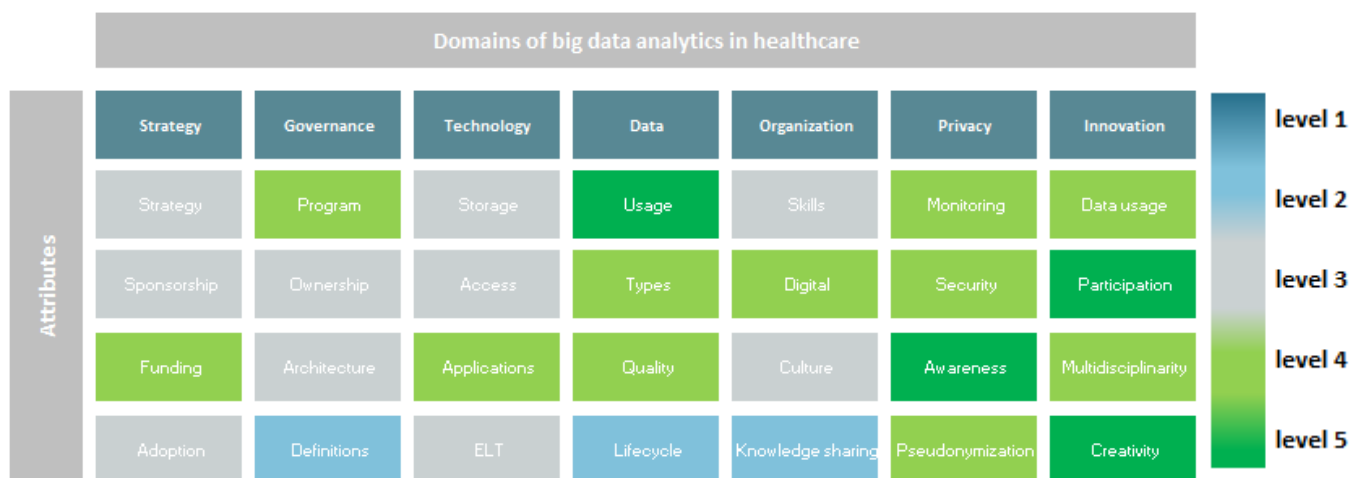 Domains of big data analytics in healthcare
Attributes
Strategy Governance Technology Data Organization Privacy Innovation
Strategy Program Storage Usage Skills Monitoring Data usage
Sponsorship Ownership Access Types Digital Security Participation
Funding Architecture Applications Quality Culture Awareness Multidisciplinarity
Adoption Definitions ELT Lifecycle Knowledge sharing Pseudonymization Creativity
level 1
level 2
level 3
level 4
level 5